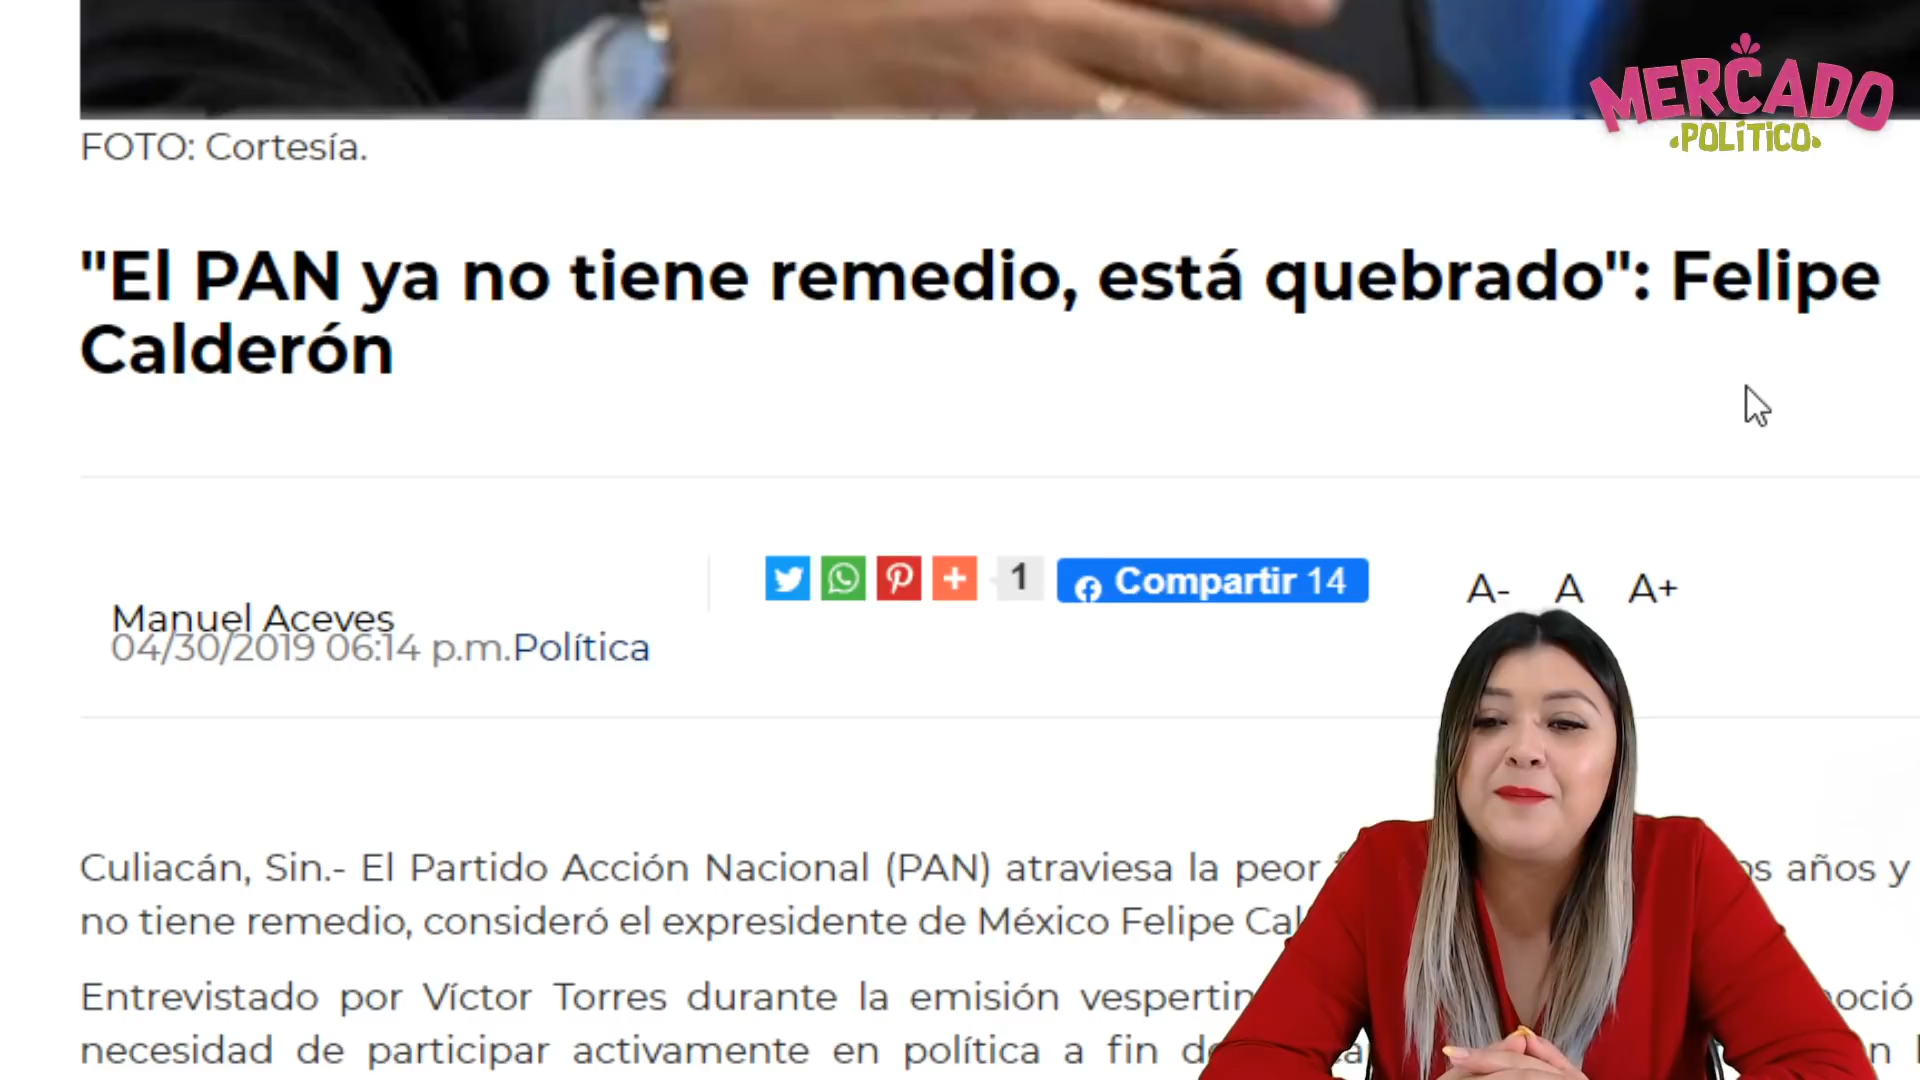 MERCADO
POLÍTICO
FOTO: Cortesía.
"El PAN ya no tiene remedio, está quebrado": Felipe
Calderón
1
Compartir 14
A- A A+
Manuel Aceves
04/30/2019 06:14 p.m.Política
Culiacán, Sin.- El Partido Acción Nacional (PAN) atraviesa la peor años y
no tiene remedio, consideró el expresidente de México Felipe
Entrevistado por Víctor Torres durante la emisión
necesidad de participar activamente en política a fin